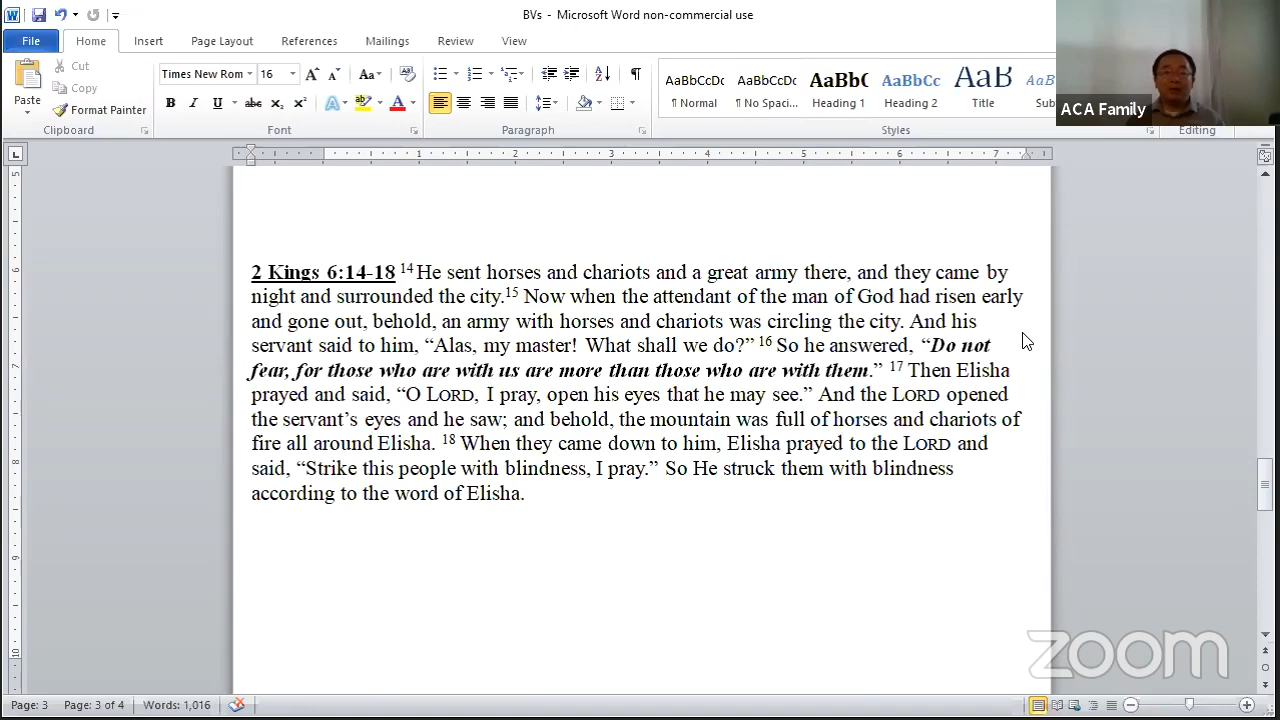 BVs - Microsoft Word non-commercial use
File Home Insert Page Layout References Mailings Review View
Cut
Copy
Format Painter
Paste
Times New Rom 16
AaBbCcDc AaBbCcDc AaBbC AaBbCc AaB
¶ Normal ¶ No Spaci... Heading 1 Heading 2 Title
Clipboard Font Paragraph Styles Editing
ACA Family
2 Kings 6:14-18 14 He sent horses and chariots and a great army there, and they came by
night and surrounded the city.15 Now when the attendant of the man of God had risen early
and gone out, behold, an army with horses and chariots was circling the city. And his
servant said to him, “Alas, my master! What shall we do?” 16 So he answered, “Do not
fear, for those who are with us are more than those who are with them.” 17 Then Elisha
prayed and said, “O LORD, I pray, open his eyes that he may see.” And the LORD opened
the servant’s eyes and he saw; and behold, the mountain was full of horses and chariots of
fire all around Elisha. 18 When they came down to him, Elisha prayed to the LORD and
said, “Strike this people with blindness, I pray.” So He struck them with blindness
according to the word of Elisha.
zoom
Page: 3 Page: 3 of 4 Words: 1,016